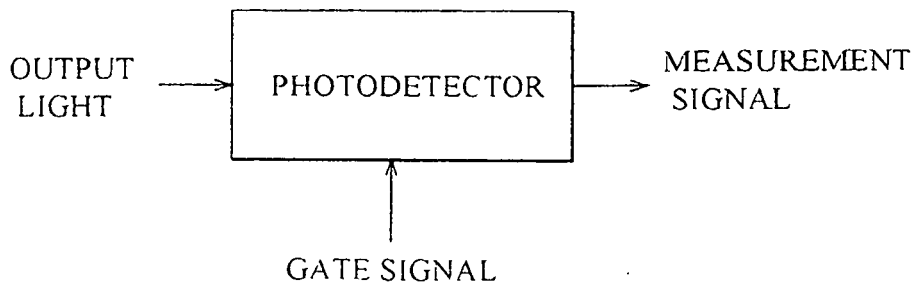 OUTPUT
LIGHT
PHOTODETECTOR
MEASUREMENT
SIGNAL
GATE SIGNAL